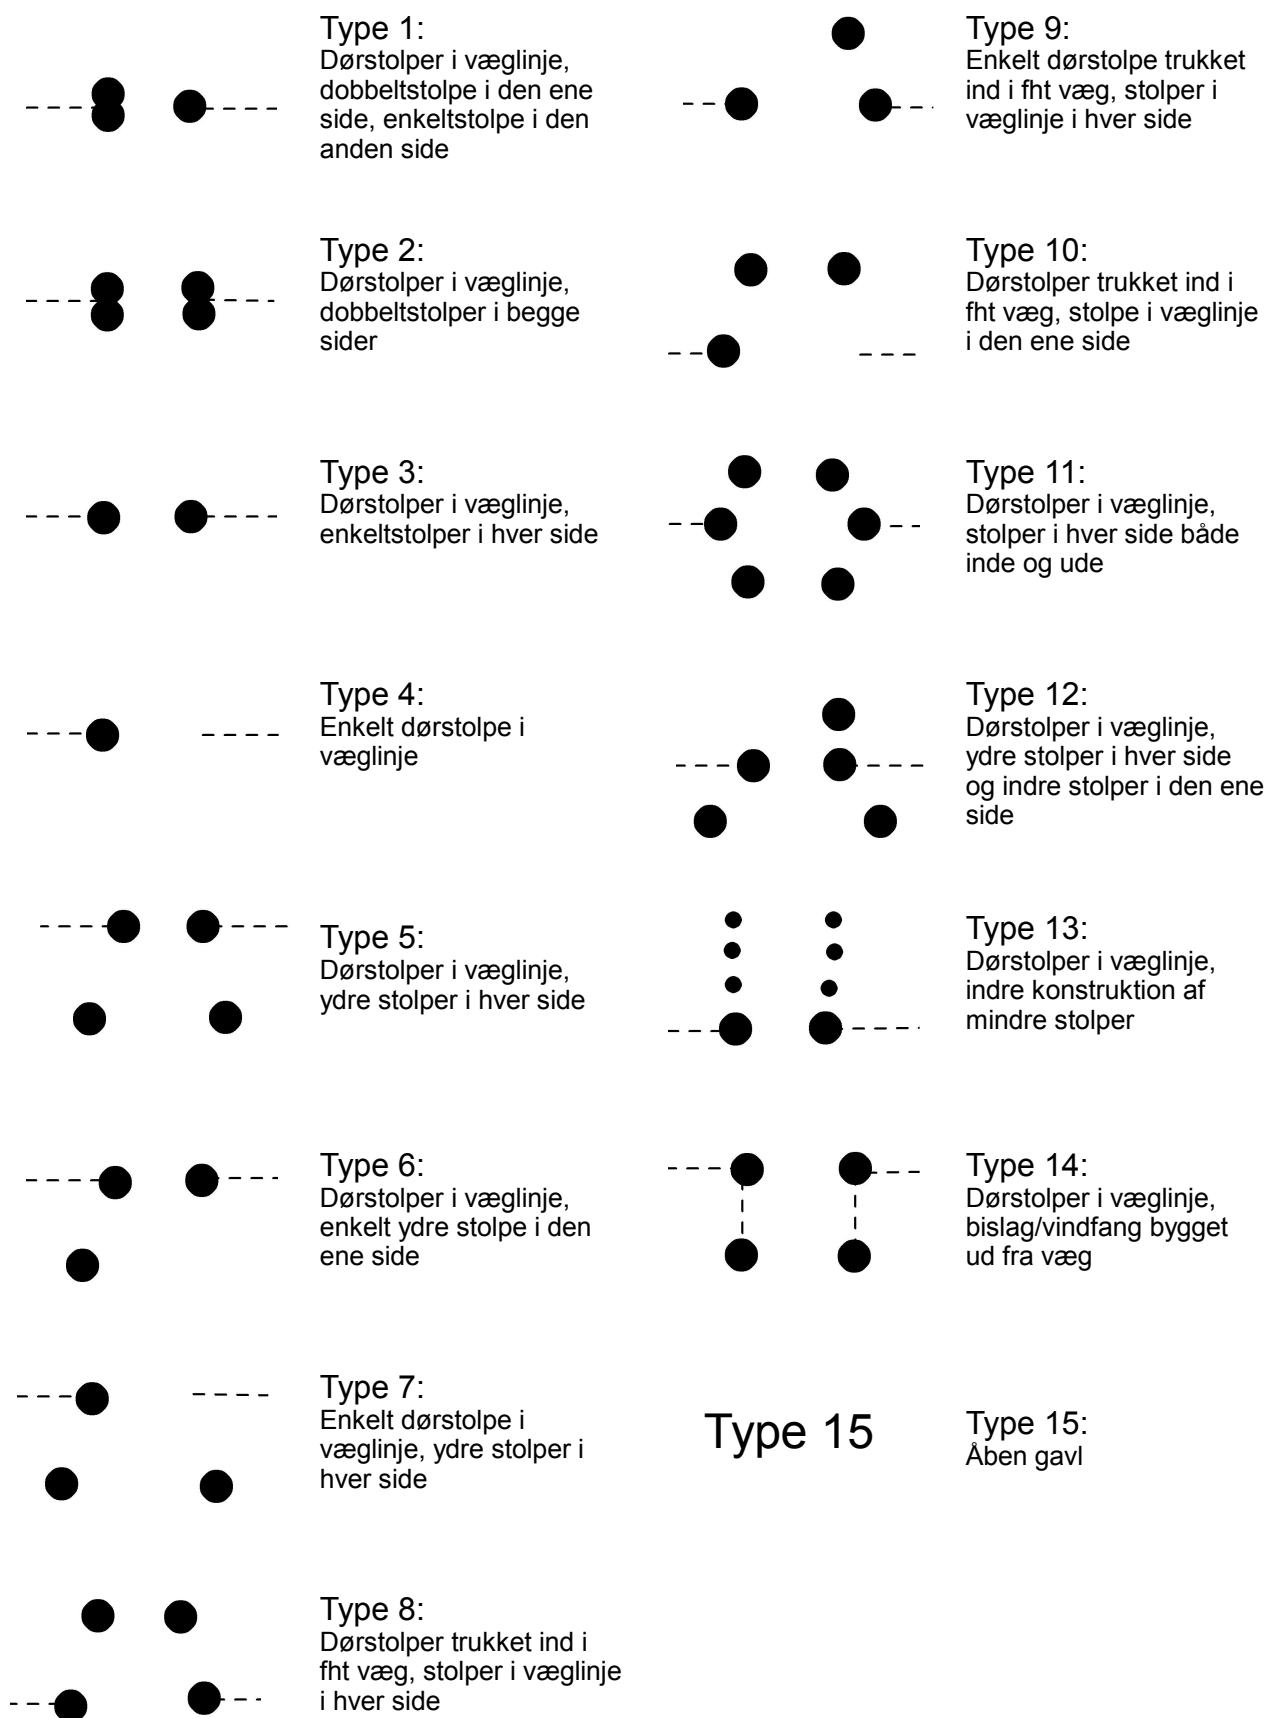 Type 1:
Dørstolper i væglinje,
dobbeltstolpe i den ene
side, enkeltstolpe i den
anden side
Type 2:
Dørstolper i væglinje,
dobbeltstolper i begge
sider
Type 3:
Dørstolper i væglinje,
enkeltstolper i hver side
Type 4:
Enkelt dørstolpe i
væglinje
Type 5:
Dørstolper i væglinje,
ydre stolper i hver side
Type 6:
Dørstolper i væglinje,
enkelt ydre stolpe i den
ene side
Type 7:
Enkelt dørstolpe i
væglinje, ydre stolper i
hver side
Type 8:
Dørstolper trukket ind i
fht væg, stolper i væglinje
i hver side
Type 9:
Enkelt dørstolpe trukket
ind i fht væg, stolper i
væglinje i hver side
Type 10:
Dørstolper trukket ind i
fht væg, stolpe i væglinje
i den ene side
Type 11:
Dørstolper i væglinje,
stolper i hver side både
inde og ude
Type 12:
Dørstolper i væglinje,
ydre stolper i hver side
og indre stolper i den ene
side
Type 13:
Dørstolper i væglinje,
indre konstruktion af
mindre stolper
Type 14:
Dørstolper i væglinje,
bislag/vindfang bygget
ud fra væg
Type 15
Type 15:
Åben gavl